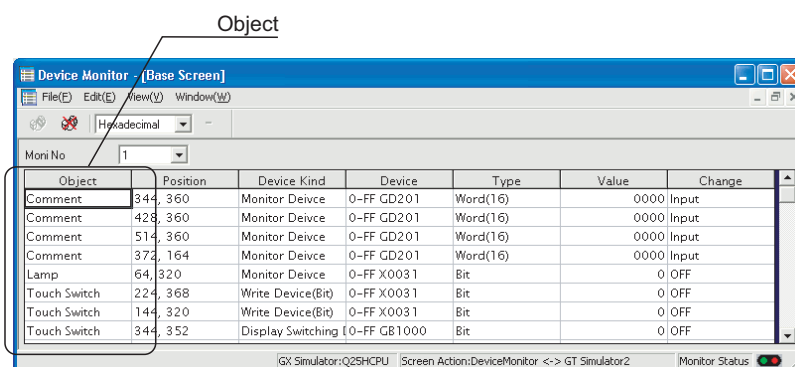 Object
Device Monitor - [Base Screen]
File(F) Edit(E) View(V) Window(W)
Hexadecimal
Moni No 1
Object Position Device Kind Device Type Value Change
Comment 344, 360 Monitor Deivce 0-FF GD201 Word(16) 0000 Input
Comment 428, 360 Monitor Deivce 0-FF GD201 Word(16) 0000 Input
Comment 514, 360 Monitor Deivce 0-FF GD201 Word(16) 0000 Input
Comment 372, 164 Monitor Deivce 0-FF GD201 Word(16) 0000 Input
Lamp 64, 320 Monitor Deivce 0-FF X0031 Bit 0 OFF
Touch Switch 224, 368 Write Device(Bit) 0-FF X0031 Bit 0 OFF
Touch Switch 144, 320 Write Device(Bit) 0-FF X0031 Bit 0 OFF
Touch Switch 344, 352 Display Switching [ 0-FF GB1000 Bit 0 OFF
GX Simulator:Q25HCPU Screen Action:DeviceMonitor <-> GT Simulator2 Monitor Status